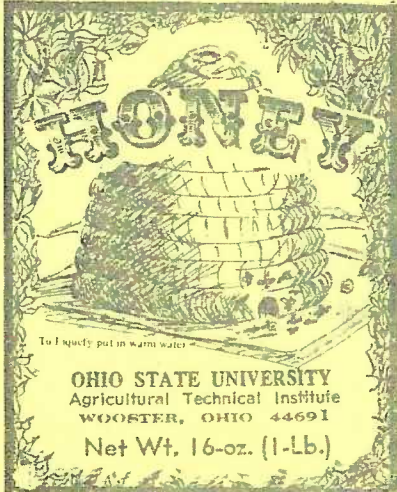 HONEY
To Liquefy put in warm water
OHIO STATE UNIVERSITY
Agricultural Technical Institute
WOOSTER, OHIO 44691
Net Wt. 16-oz. (1-Lb.)